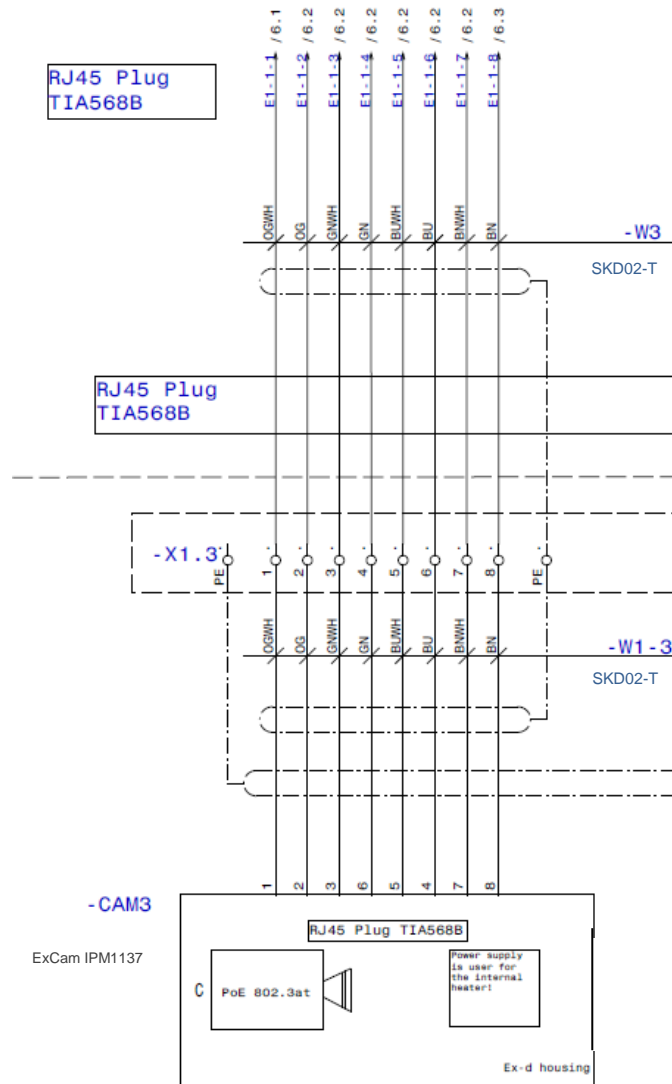 /6.1
/6.2
/6.2
/6.2
/6.2
/6.2
/6.2
/6.3
E1-1-1
E1-1-2
E1-1-3
E1-1-4
E1-1-5
E1-1-6
E1-1-7
E1-1-8
RJ45 Plug
TIA568B
OGWH
OG
GNWH
GN
BUWH
BU
BNWH
BN
-W3
SKD02-T
RJ45 Plug
TIA568B
-X1.3
PE
1
2
3
4
5
6
7
8
PE
OGWH
OG
GNWH
GN
BUWH
BU
BNWH
BN
-W1-3
SKD02-T
1
2
3
6
5
4
7
8
-CAM3
RJ45 Plug TIA568B
ExCam IPM1137
C
PoE 802.3at
Power supply
is user for
the internal
heater!
Ex-d housing